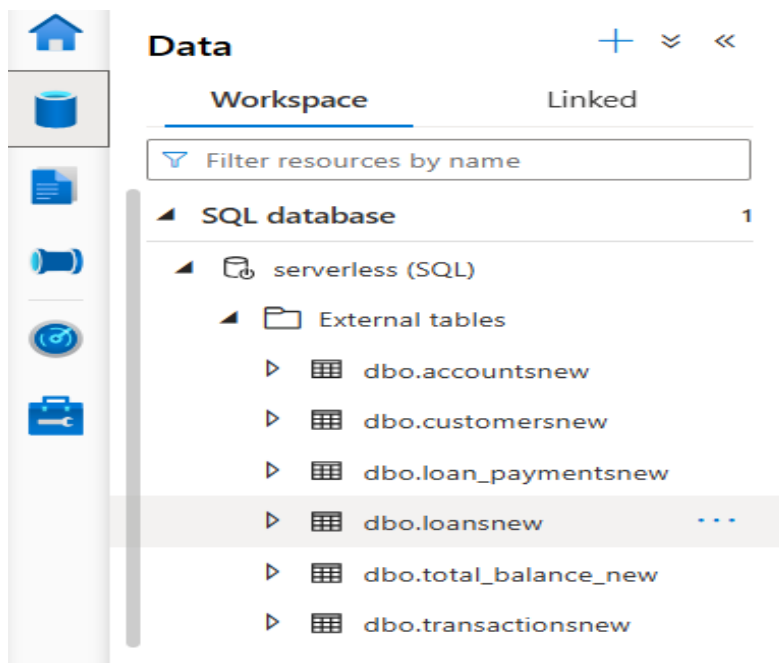 Data
Workspace Linked
Filter resources by name
SQL database 1
serverless (SQL)
External tables
dbo.accountsnew
dbo.customersnew
dbo.loan_paymentsnew
dbo.loansnew
dbo.total_balance_new
dbo.transactionsnew